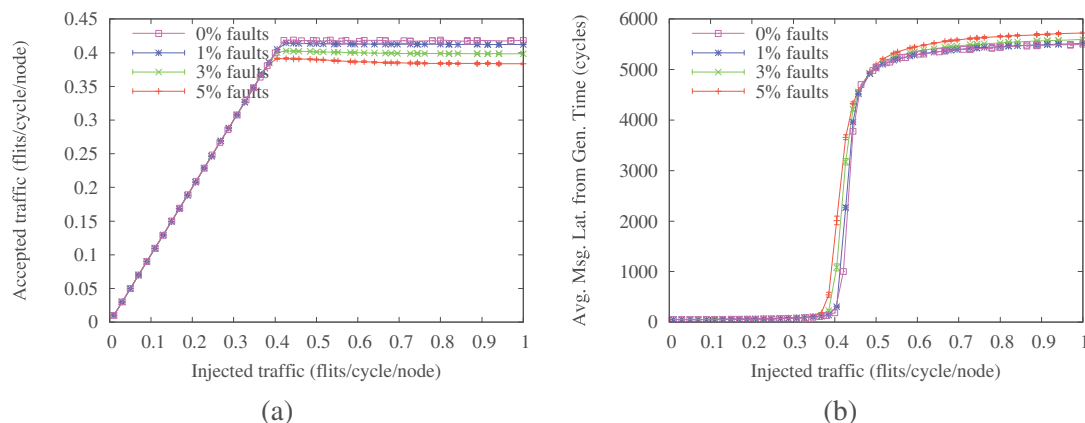 Accepted traffic (flits/cycle/node)
0.45
0.4
0.35
0.3
0.25
0.2
0.15
0.1
0.05
0
0% faults
1% faults
3% faults
5% faults
0 0.1 0.2 0.3 0.4 0.5 0.6 0.7 0.8 0.9 1
Injected traffic (flits/cycle/node)
(a)
Avg. Msg. Lat. from Gen. Time (cycles)
6000
5000
4000
3000
2000
1000
0
0% faults
1% faults
3% faults
5% faults
0 0.1 0.2 0.3 0.4 0.5 0.6 0.7 0.8 0.9 1
Injected traffic (flits/cycle/node)
(b)